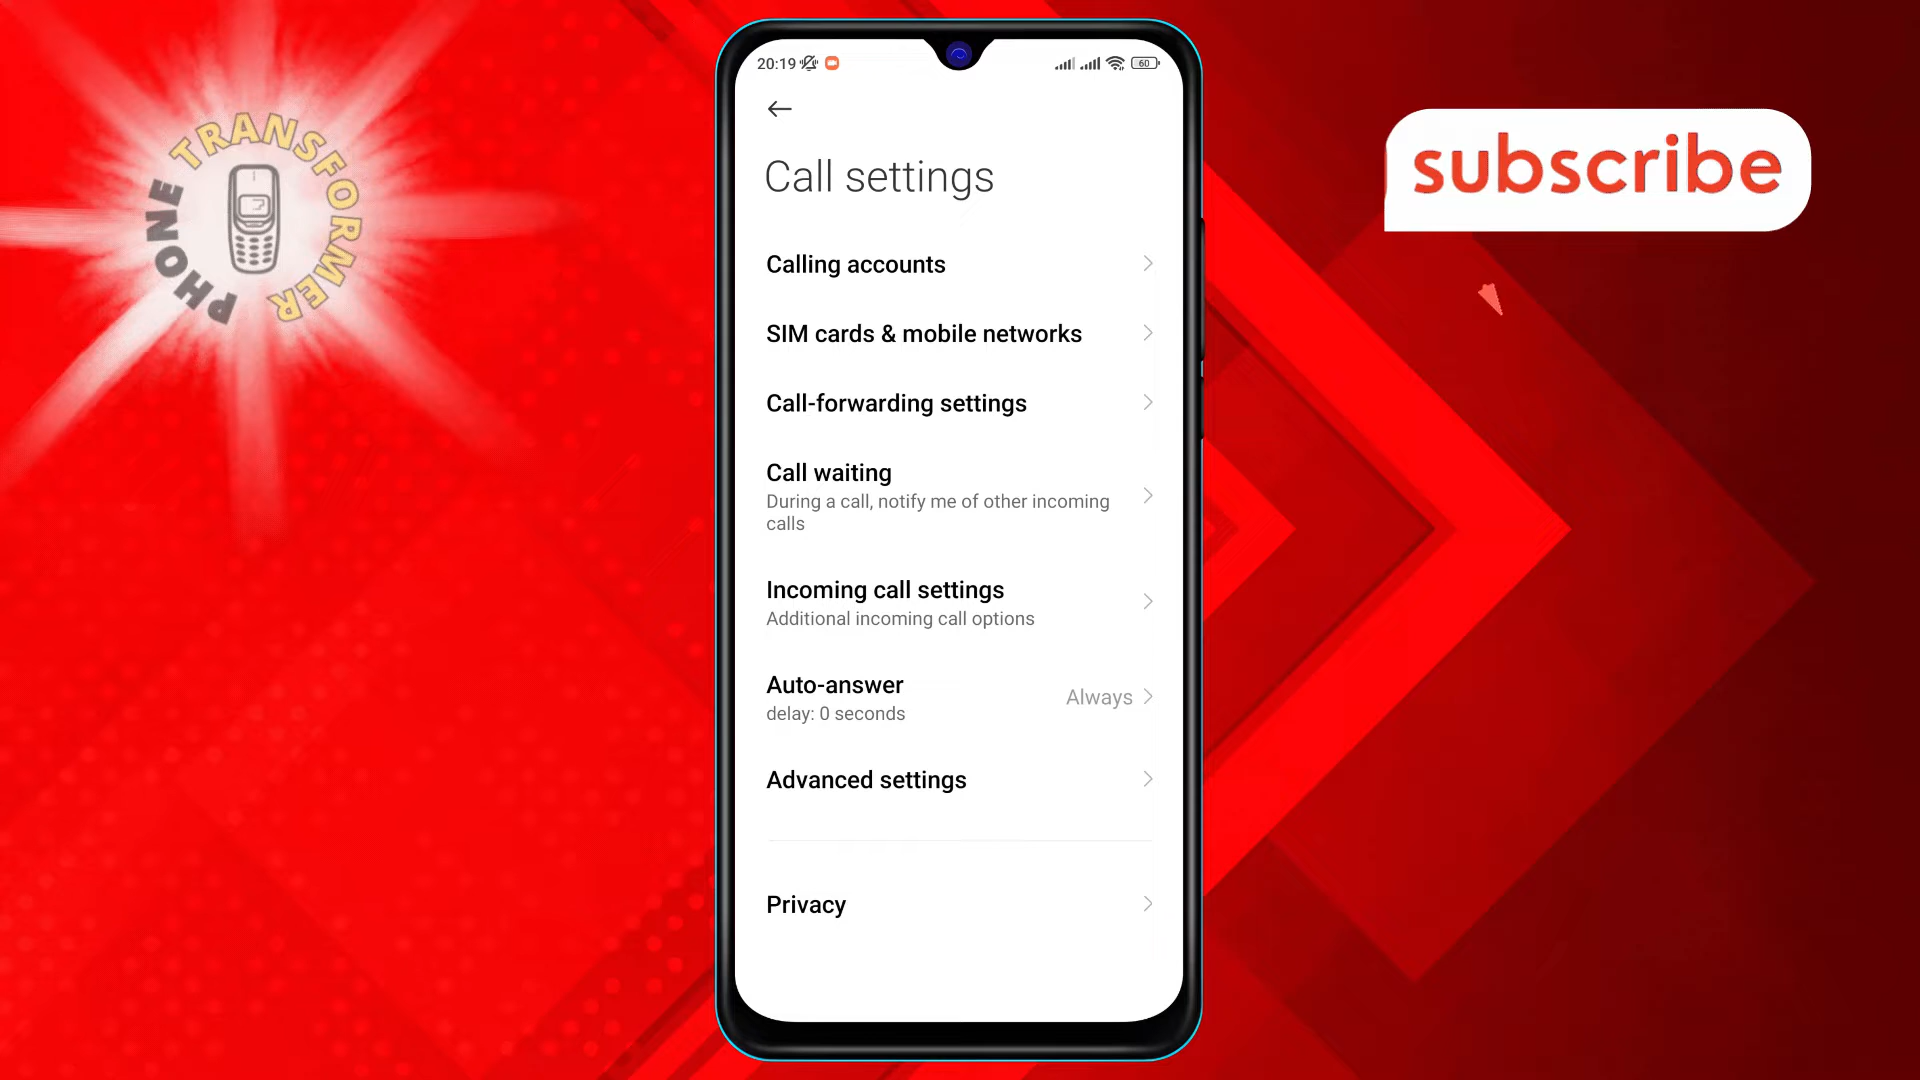 PHONE TRANSFORMER
20:19
60
Call settings
subscribe
Calling accounts
SIM cards & mobile networks
Call-forwarding settings
Call waiting
During a call, notify me of other incoming
calls
Incoming call settings
Additional incoming call options
Auto-answer
delay: 0 seconds
Always
Advanced settings
Privacy